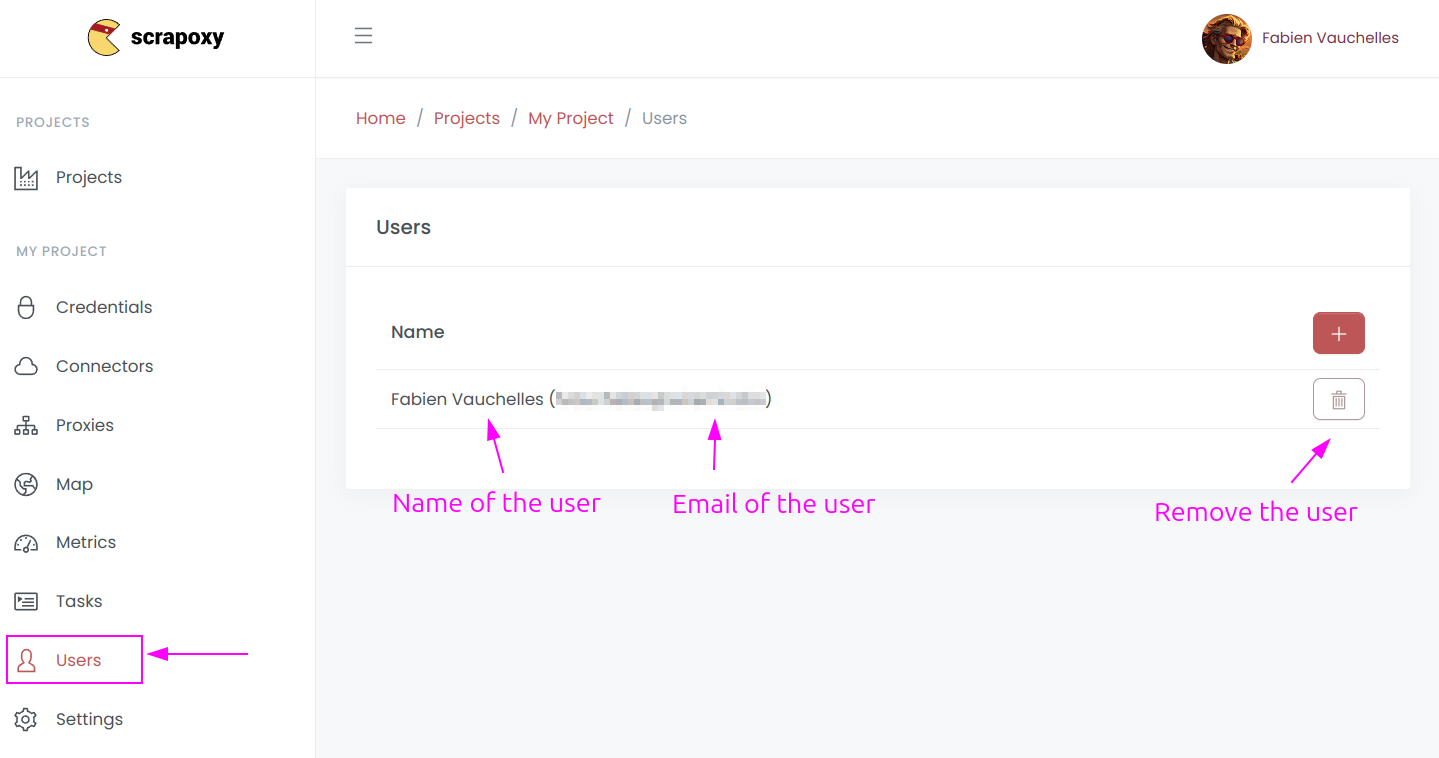 scrapoxy
Fabien Vauchelles
PROJECTS
Projects
MY PROJECT
Credentials
Connectors
Proxies
Map
Metrics
Tasks
Users
Settings
Home / Projects / My Project / Users
Users
Name
Fabien Vauchelles ( )
Name of the user
Email of the user
Remove the user